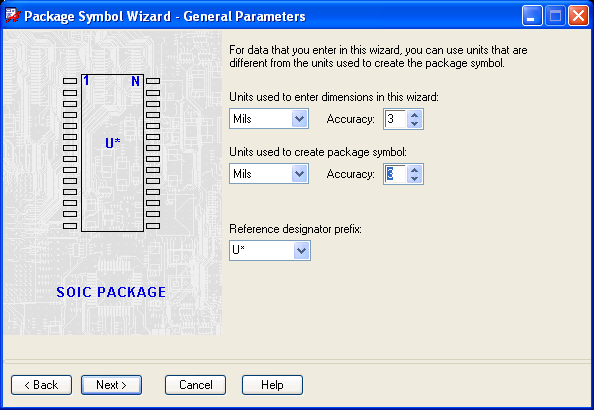 Package Symbol Wizard - General Parameters
For data that you enter in this wizard, you can use units that are
different from the units used to create the package symbol.
1 N
U*
SOIC PACKAGE
Units used to enter dimensions in this wizard:
Mils Accuracy: 3
Units used to create package symbol:
Mils Accuracy: 3
Reference designator prefix:
U*
< Back Next > Cancel Help